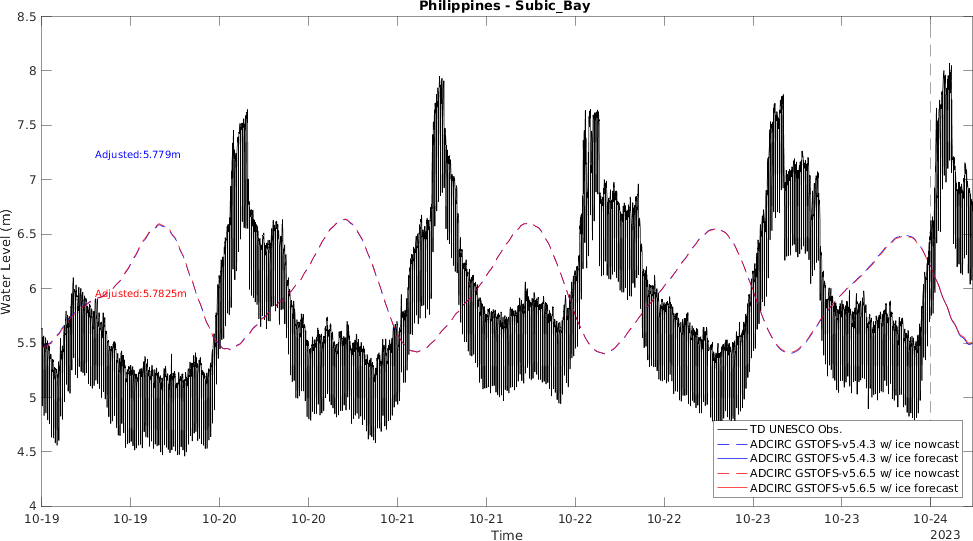 Philippines - Subic_Bay
8.5
8
7.5
7
6.5
6
5.5
5
4.5
4
Water Level (m)
Adjusted:5.779m
Adjusted:5.7825m
TD UNESCO Obs.
ADCIRC GSTOFS-v5.4.3 w/ ice nowcast
ADCIRC GSTOFS-v5.4.3 w/ ice forecast
ADCIRC GSTOFS-v5.6.5 w/ ice nowcast
ADCIRC GSTOFS-v5.6.5 w/ ice forecast
10-19 10-19 10-20 10-20 10-21 10-21 10-22 10-22 10-23 10-23 10-24
2023
Time